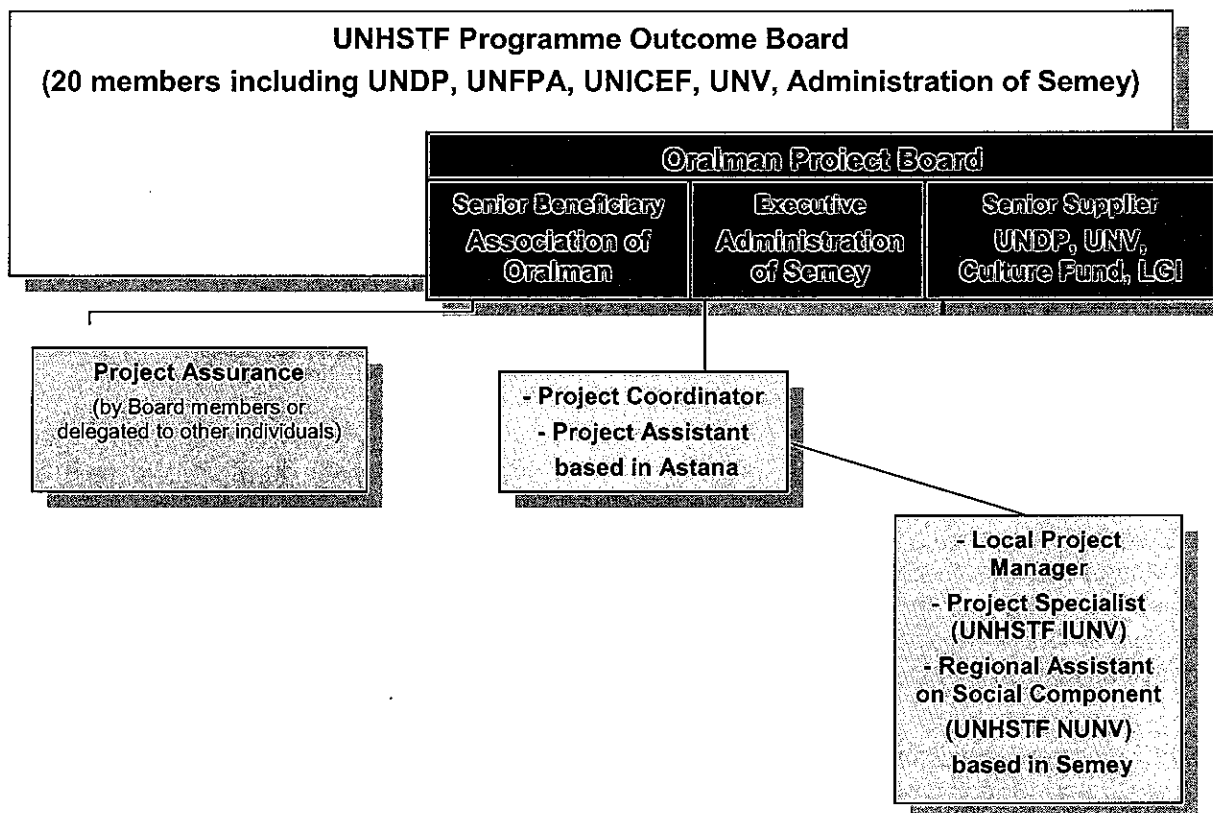 UNHSTF Programme Outcome Board
(20 members including UNDP, UNFPA, UNICEF, UNV, Administration of Semey)
Oralman Project Board
Senior Beneficiary
Association of
Oralman
Executive
Administration
of Semey
Senior Supplier
UNDP, UNV,
Culture Fund, LGI
Project Assurance
(by Board members or
delegated to other individuals)
- Project Coordinator
- Project Assistant
based in Astana
- Local Project
Manager
- Project Specialist
(UNHSTF IUNV)
- Regional Assistant
on Social Component
(UNHSTF NUNV)
based in Semey